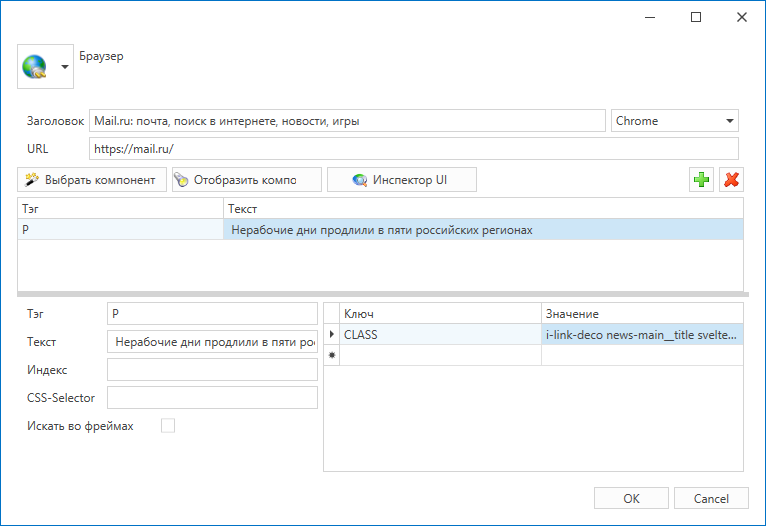 Браузер
Заголовок Mail.ru: почта, поиск в интернете, новости, игры Chrome
URL https://mail.ru/
Выбрать компонент Отобразить компо Инспектор UI
Тэг Текст
P Нерабочие дни продлили в пяти российских регионах
Тэг P Ключ Значение
Текст Нерабочие дни продлили в пяти рос CLASS i-link-deco news-main__title svelte...
Индекс
CSS-Selector
Искать во фреймах
OK Cancel